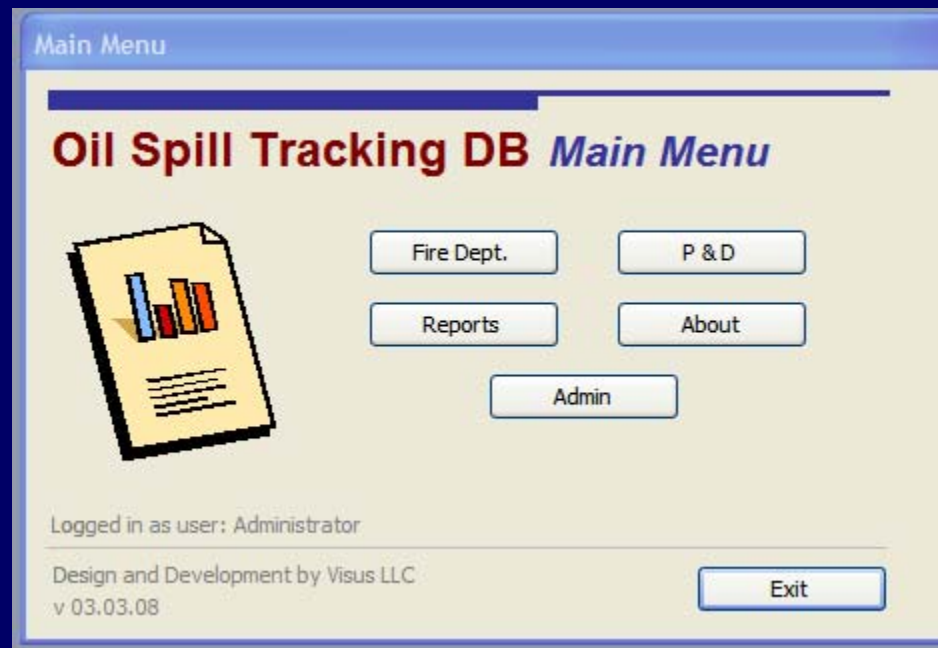 Main Menu
Oil Spill Tracking DB Main Menu
Fire Dept. P & D
Reports About
Admin
Logged in as user: Administrator
Design and Development by Visus LLC
v 03.03.08
Exit